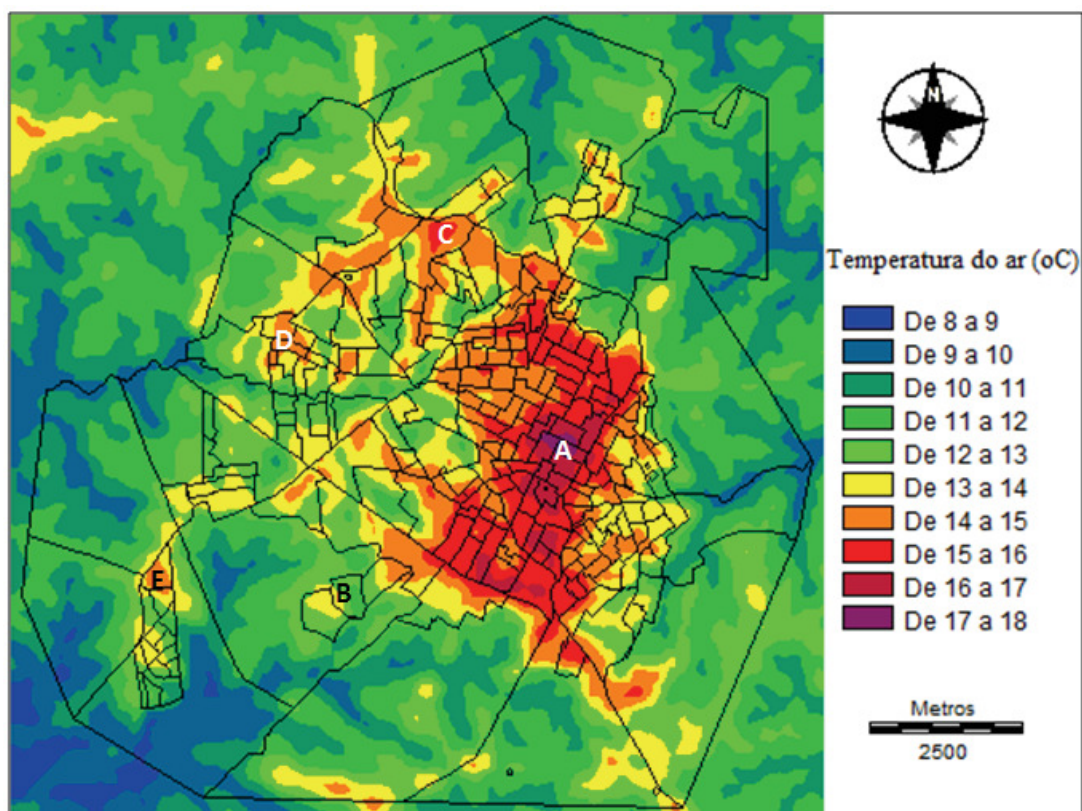 N
Temperatura do ar (oC)
De 8 a 9
De 9 a 10
De 10 a 11
De 11 a 12
De 12 a 13
De 13 a 14
De 14 a 15
De 15 a 16
De 16 a 17
De 17 a 18
Metros
2500
C
D
A
E
B